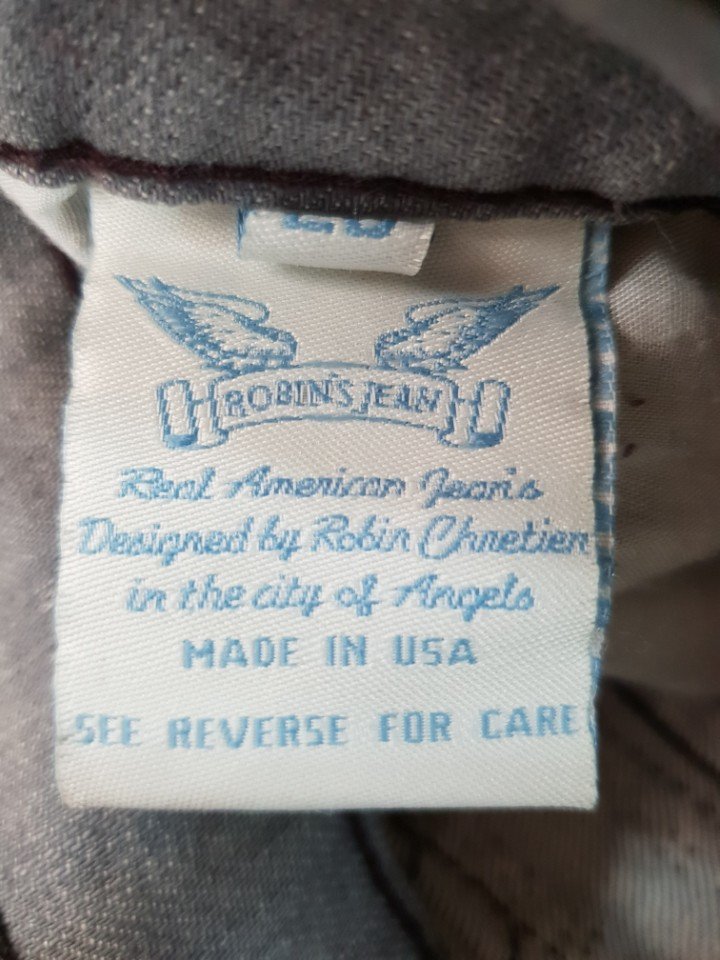 ROBIN'S JEAN
Real American Jean's
Designed by Robin Chretien
in the city of Angels
MADE IN USA
SEE REVERSE FOR CARE